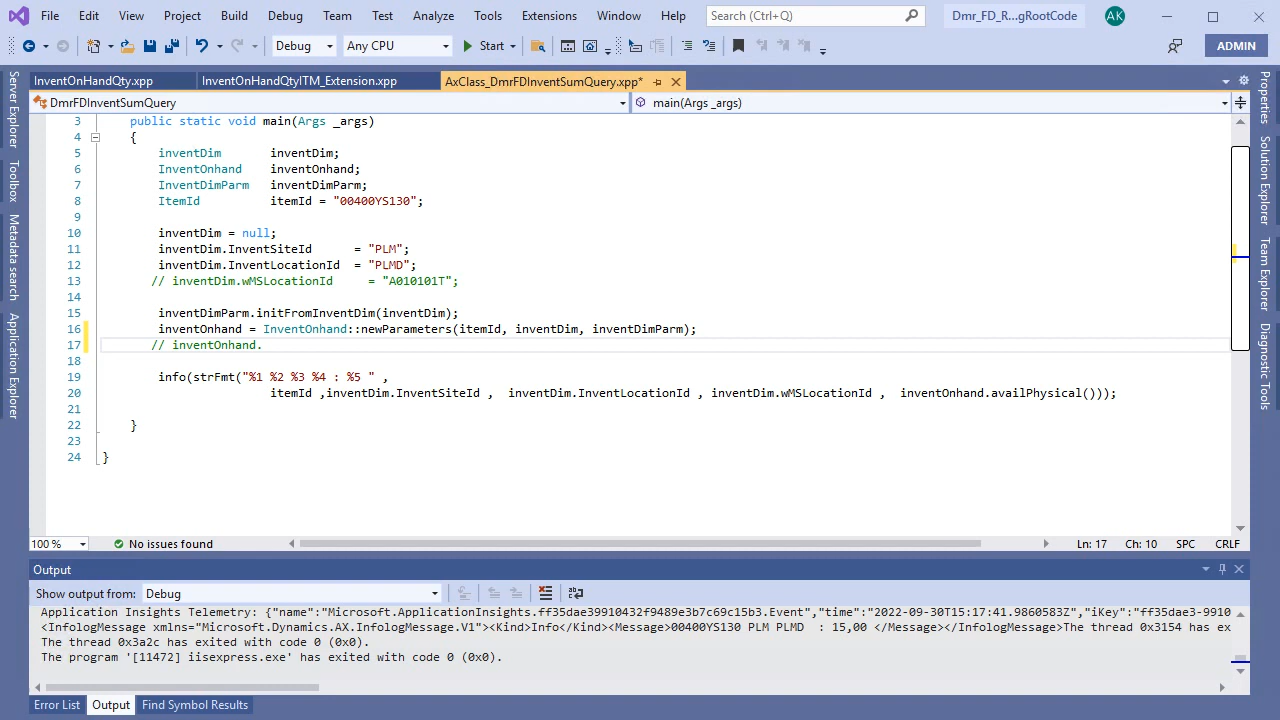 File Edit View Project Build Debug Team Test Analyze Tools Extensions Window Help Search (Ctrl+Q) Dmr_FD_R...gRootCode AK
Debug Any CPU Start ADMIN
InventOnHandQty.xpp InventOnHandQtyITM_Extension.xpp AxClass_DmrFDInventSumQuery.xpp*
DmrFDInventSumQuery main(Args _args)
Server Explorer
Toolbox
Metadata search
Application Explorer
3 public static void main(Args _args)
4 {
5 inventDim inventDim;
6 InventOnhand inventOnhand;
7 InventDimParm inventDimParm;
8 ItemId itemId = "00400YS130";
9
10 inventDim = null;
11 inventDim.InventSiteId = "PLM";
12 inventDim.InventLocationId = "PLMD";
13 // inventDim.wMSLocationId = "A010101T";
14
15 inventDimParm.initFromInventDim(inventDim);
16 inventOnhand = InventOnhand::newParameters(itemId, inventDim, inventDimParm);
17 // inventOnhand.
18
19 info(strFmt("%1 %2 %3 %4 : %5 " ,
20 itemId ,inventDim.InventSiteId , inventDim.InventLocationId , inventDim.wMSLocationId , inventOnhand.availPhysical()));
21
22 }
23
24 }
Properties
Solution Explorer
Team Explorer
Diagnostic Tools
100 % No issues found Ln: 17 Ch: 10 SPC CRLF
Output
Show output from: Debug
Application Insights Telemetry: {"name":"Microsoft.ApplicationInsights.ff35dae39910432f9489e3b7c69c15b3.Event","time":"2022-09-30T15:17:41.9860583Z","iKey":"ff35dae3-9910
<InfologMessage xmlns="Microsoft.Dynamics.AX.InfologMessage.V1"><Kind>Info</Kind><Message>00400YS130 PLM PLMD  : 15,00 </Message></InfologMessage>The thread 0x3154 has ex
The thread 0x3a2c has exited with code 0 (0x0).
The program '[11472] iisexpress.exe' has exited with code 0 (0x0).
Error List Output Find Symbol Results